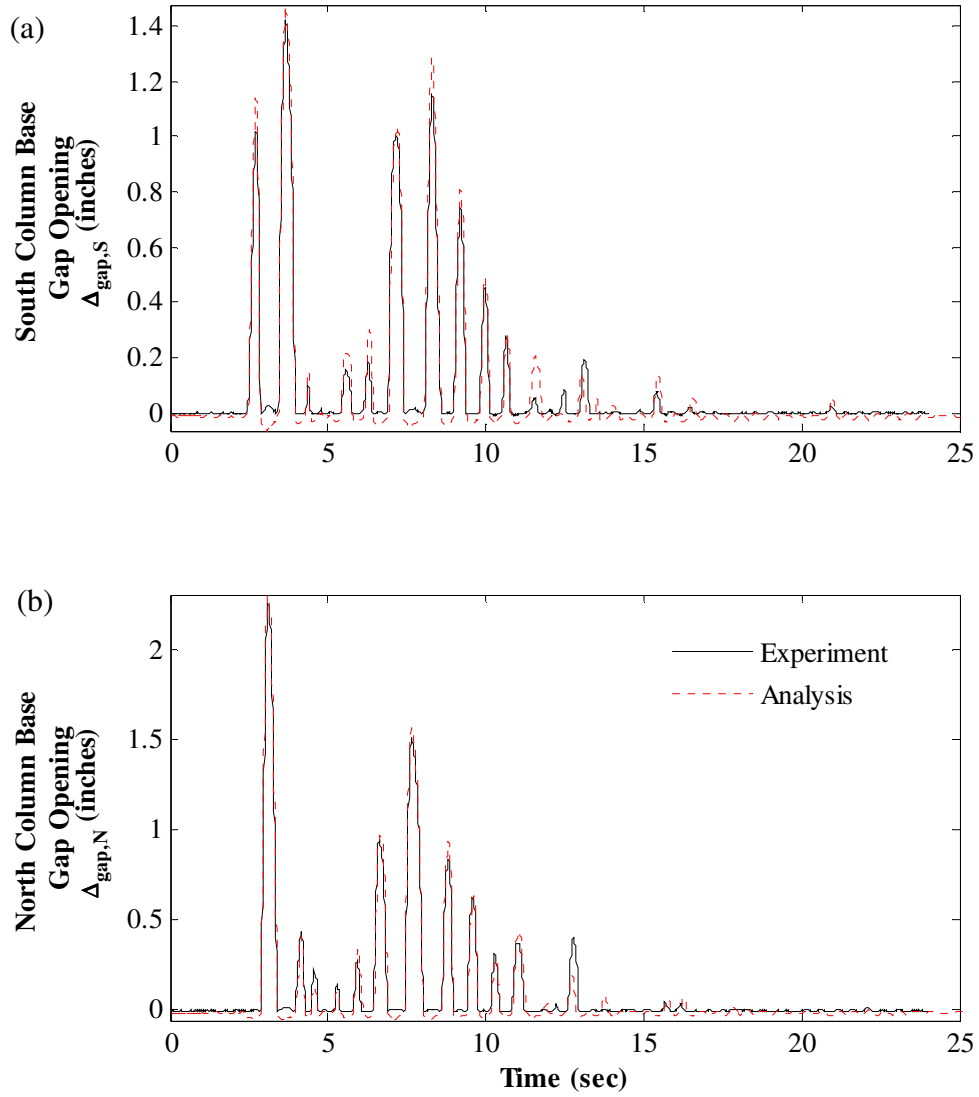 (a)
South Column Base
Gap Opening
Δgap,S (inches)
1.4
1.2
1
0.8
0.6
0.4
0.2
0
0 5 10 15 20 25
(b)
North Column Base
Gap Opening
Δgap,N (inches)
2
1.5
1
0.5
0
Experiment
Analysis
0 5 10 15 20 25
Time (sec)